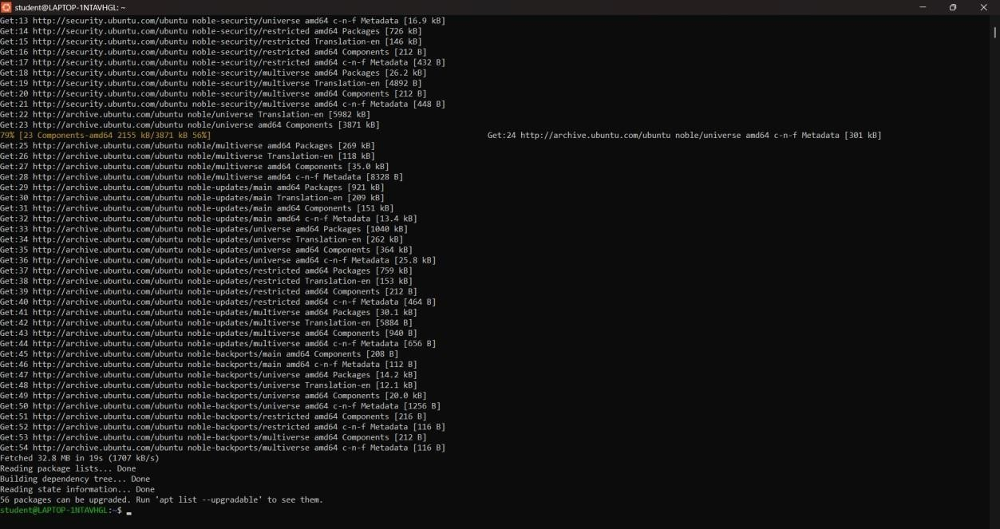 student@LAPTOP-1NTAVHGL: ~
Get:13 http://security.ubuntu.com/ubuntu noble-security/universe amd64 c-n-f Metadata [16.9 kB]
Get:14 http://security.ubuntu.com/ubuntu noble-security/restricted amd64 Packages [726 kB]
Get:15 http://security.ubuntu.com/ubuntu noble-security/restricted Translation-en [146 kB]
Get:16 http://security.ubuntu.com/ubuntu noble-security/restricted amd64 Components [212 B]
Get:17 http://security.ubuntu.com/ubuntu noble-security/restricted amd64 c-n-f Metadata [432 B]
Get:18 http://security.ubuntu.com/ubuntu noble-security/multiverse amd64 Packages [26.2 kB]
Get:19 http://security.ubuntu.com/ubuntu noble-security/multiverse Translation-en [4892 B]
Get:20 http://security.ubuntu.com/ubuntu noble-security/multiverse amd64 Components [212 B]
Get:21 http://security.ubuntu.com/ubuntu noble-security/multiverse amd64 c-n-f Metadata [448 B]
Get:22 http://archive.ubuntu.com/ubuntu noble/universe Translation-en [5982 kB]
Get:23 http://archive.ubuntu.com/ubuntu noble/universe amd64 Components [3871 kB]
79% [23 Components-amd64 2155 kB/3871 kB 56%] Get:24 http://archive.ubuntu.com/ubuntu noble/universe amd64 c-n-f Metadata [301 kB]
Get:25 http://archive.ubuntu.com/ubuntu noble/multiverse amd64 Packages [269 kB]
Get:26 http://archive.ubuntu.com/ubuntu noble/multiverse Translation-en [118 kB]
Get:27 http://archive.ubuntu.com/ubuntu noble/multiverse amd64 Components [35.0 kB]
Get:28 http://archive.ubuntu.com/ubuntu noble/multiverse amd64 c-n-f Metadata [8328 B]
Get:29 http://archive.ubuntu.com/ubuntu noble-updates/main amd64 Packages [921 kB]
Get:30 http://archive.ubuntu.com/ubuntu noble-updates/main Translation-en [209 kB]
Get:31 http://archive.ubuntu.com/ubuntu noble-updates/main amd64 Components [151 kB]
Get:32 http://archive.ubuntu.com/ubuntu noble-updates/main amd64 c-n-f Metadata [13.4 kB]
Get:33 http://archive.ubuntu.com/ubuntu noble-updates/universe amd64 Packages [1040 kB]
Get:34 http://archive.ubuntu.com/ubuntu noble-updates/universe Translation-en [262 kB]
Get:35 http://archive.ubuntu.com/ubuntu noble-updates/universe amd64 Components [364 kB]
Get:36 http://archive.ubuntu.com/ubuntu noble-updates/universe amd64 c-n-f Metadata [25.8 kB]
Get:37 http://archive.ubuntu.com/ubuntu noble-updates/restricted amd64 Packages [759 kB]
Get:38 http://archive.ubuntu.com/ubuntu noble-updates/restricted Translation-en [153 kB]
Get:39 http://archive.ubuntu.com/ubuntu noble-updates/restricted amd64 Components [212 B]
Get:40 http://archive.ubuntu.com/ubuntu noble-updates/restricted amd64 c-n-f Metadata [464 B]
Get:41 http://archive.ubuntu.com/ubuntu noble-updates/multiverse amd64 Packages [30.1 kB]
Get:42 http://archive.ubuntu.com/ubuntu noble-updates/multiverse Translation-en [5884 B]
Get:43 http://archive.ubuntu.com/ubuntu noble-updates/multiverse amd64 Components [940 B]
Get:44 http://archive.ubuntu.com/ubuntu noble-updates/multiverse amd64 c-n-f Metadata [656 B]
Get:45 http://archive.ubuntu.com/ubuntu noble-backports/main amd64 Components [208 B]
Get:46 http://archive.ubuntu.com/ubuntu noble-backports/main amd64 c-n-f Metadata [112 B]
Get:47 http://archive.ubuntu.com/ubuntu noble-backports/universe amd64 Packages [14.2 kB]
Get:48 http://archive.ubuntu.com/ubuntu noble-backports/universe Translation-en [12.1 kB]
Get:49 http://archive.ubuntu.com/ubuntu noble-backports/universe amd64 Components [20.0 kB]
Get:50 http://archive.ubuntu.com/ubuntu noble-backports/universe amd64 c-n-f Metadata [1256 B]
Get:51 http://archive.ubuntu.com/ubuntu noble-backports/restricted amd64 Components [216 B]
Get:52 http://archive.ubuntu.com/ubuntu noble-backports/restricted amd64 c-n-f Metadata [116 B]
Get:53 http://archive.ubuntu.com/ubuntu noble-backports/multiverse amd64 Components [212 B]
Get:54 http://archive.ubuntu.com/ubuntu noble-backports/multiverse amd64 c-n-f Metadata [116 B]
Fetched 32.8 MB in 19s (1707 kB/s)
Reading package lists... Done
Building dependency tree... Done
Reading state information... Done
56 packages can be upgraded. Run 'apt list --upgradable' to see them.
student@LAPTOP-1NTAVHGL:~$